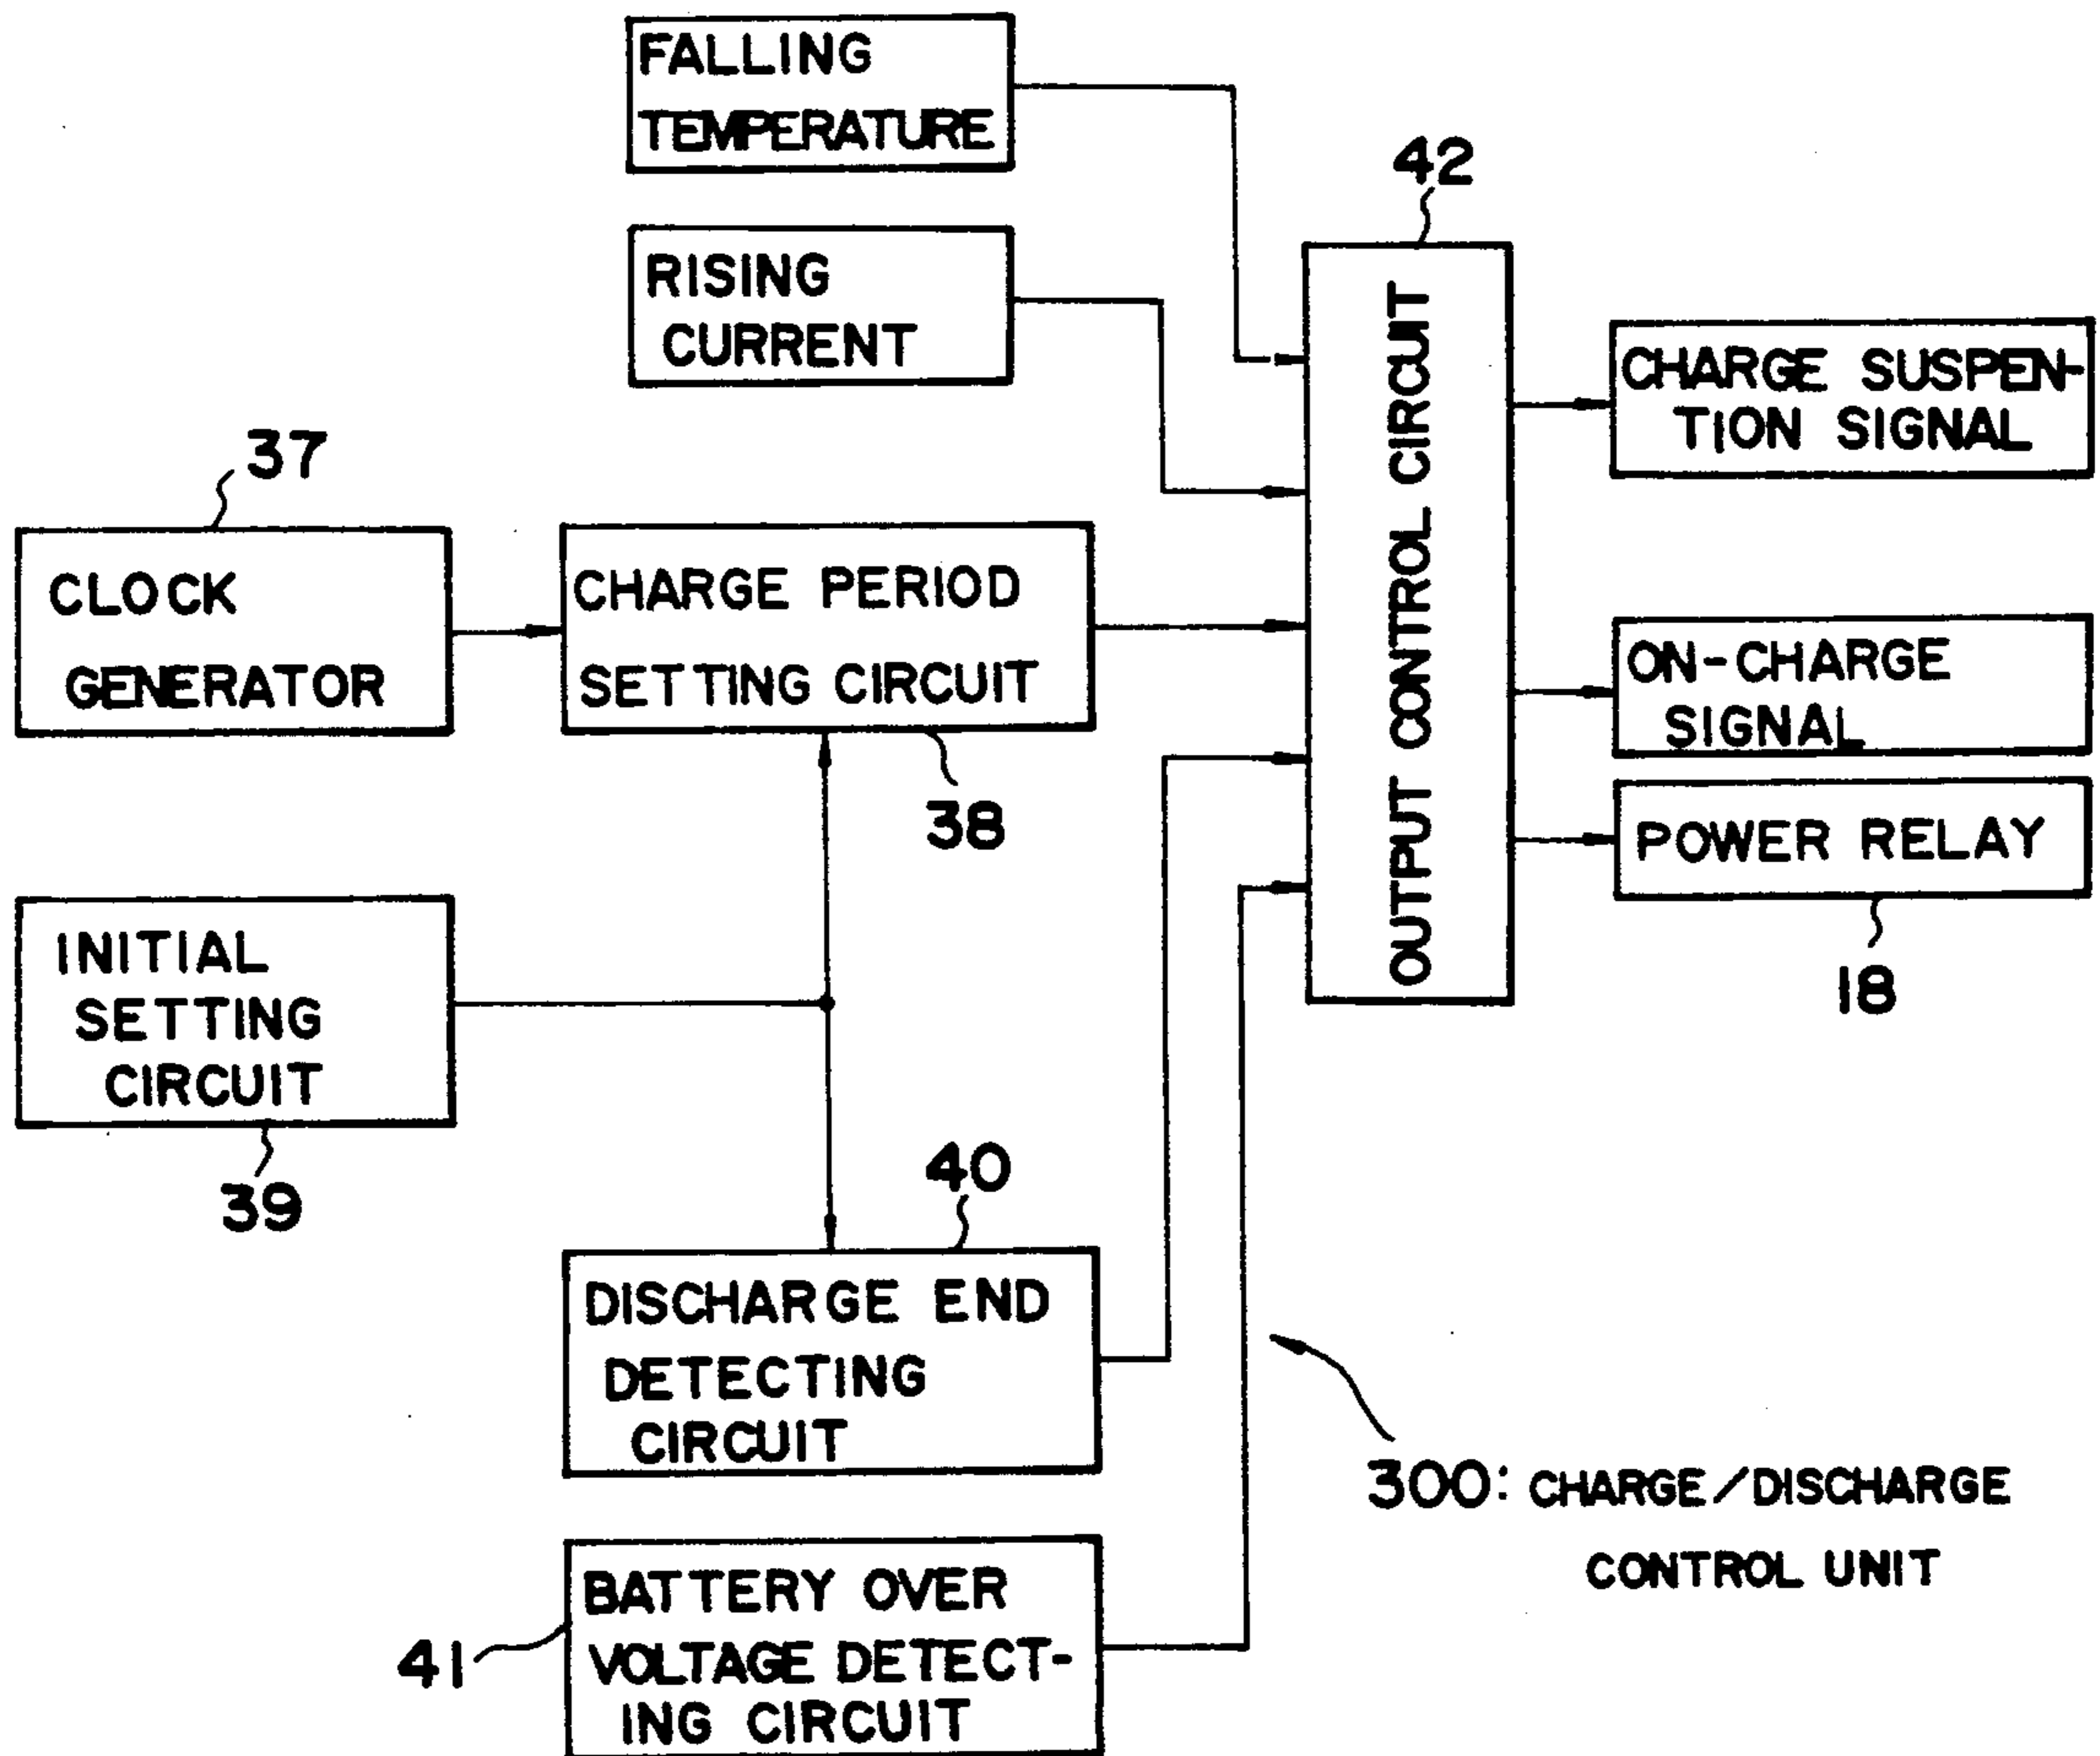 FALLING
TEMPERATURE
RISING
CURRENT
42
OUTPUT CONTROL CIRCUIT
CHARGE SUSPEN-
TION SIGNAL
37
CLOCK
GENERATOR
CHARGE PERIOD
SETTING CIRCUIT
38
ON-CHARGE
SIGNAL
POWER RELAY
18
INITIAL
SETTING
CIRCUIT
39
40
DISCHARGE END
DETECTING
CIRCUIT
300: CHARGE/DISCHARGE
CONTROL UNIT
41
BATTERY OVER
VOLTAGE DETECT-
ING CIRCUIT